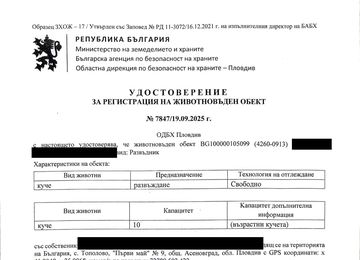 Образец ЗХОЖ – 17 / Утвърден със Заповед № РД 11-3072/16.12.2021 г. на изпълнителния директор на БАБХ
РЕПУБЛИКА БЪЛГАРИЯ
Министерство на земеделието и храните
Българска агенция по безопасност на храните
Областна дирекция по безопасност на храните – Пловдив
УДОСТОВЕРЕНИЕ
ЗА РЕГИСТРАЦИЯ НА ЖИВОТНОВЪДЕН ОБЕКТ
№ 7847/19.09.2025 г.
ОДБХ Пловдив
с настоящето удостоверява, че животновъден обект BG100000105099 (4260-0913)
вид: Развъдник
Характеристики на обекта:
Вид животни Предназначение Технология на отглеждане
куче развъждане Свободно
Вид животни Капацитет Капацитет допълнителна информация
куче 10 (възрастни кучета)
със собственик
се на територията
на България, с. Тополово, "Първи май" № 9, общ. Асеновград, обл. Пловдив с GPS координати: x